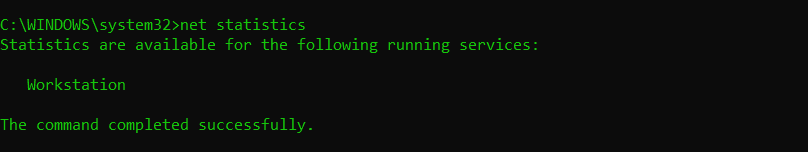 C:\WINDOWS\system32>net statistics
Statistics are available for the following running services:
Workstation
The command completed successfully.